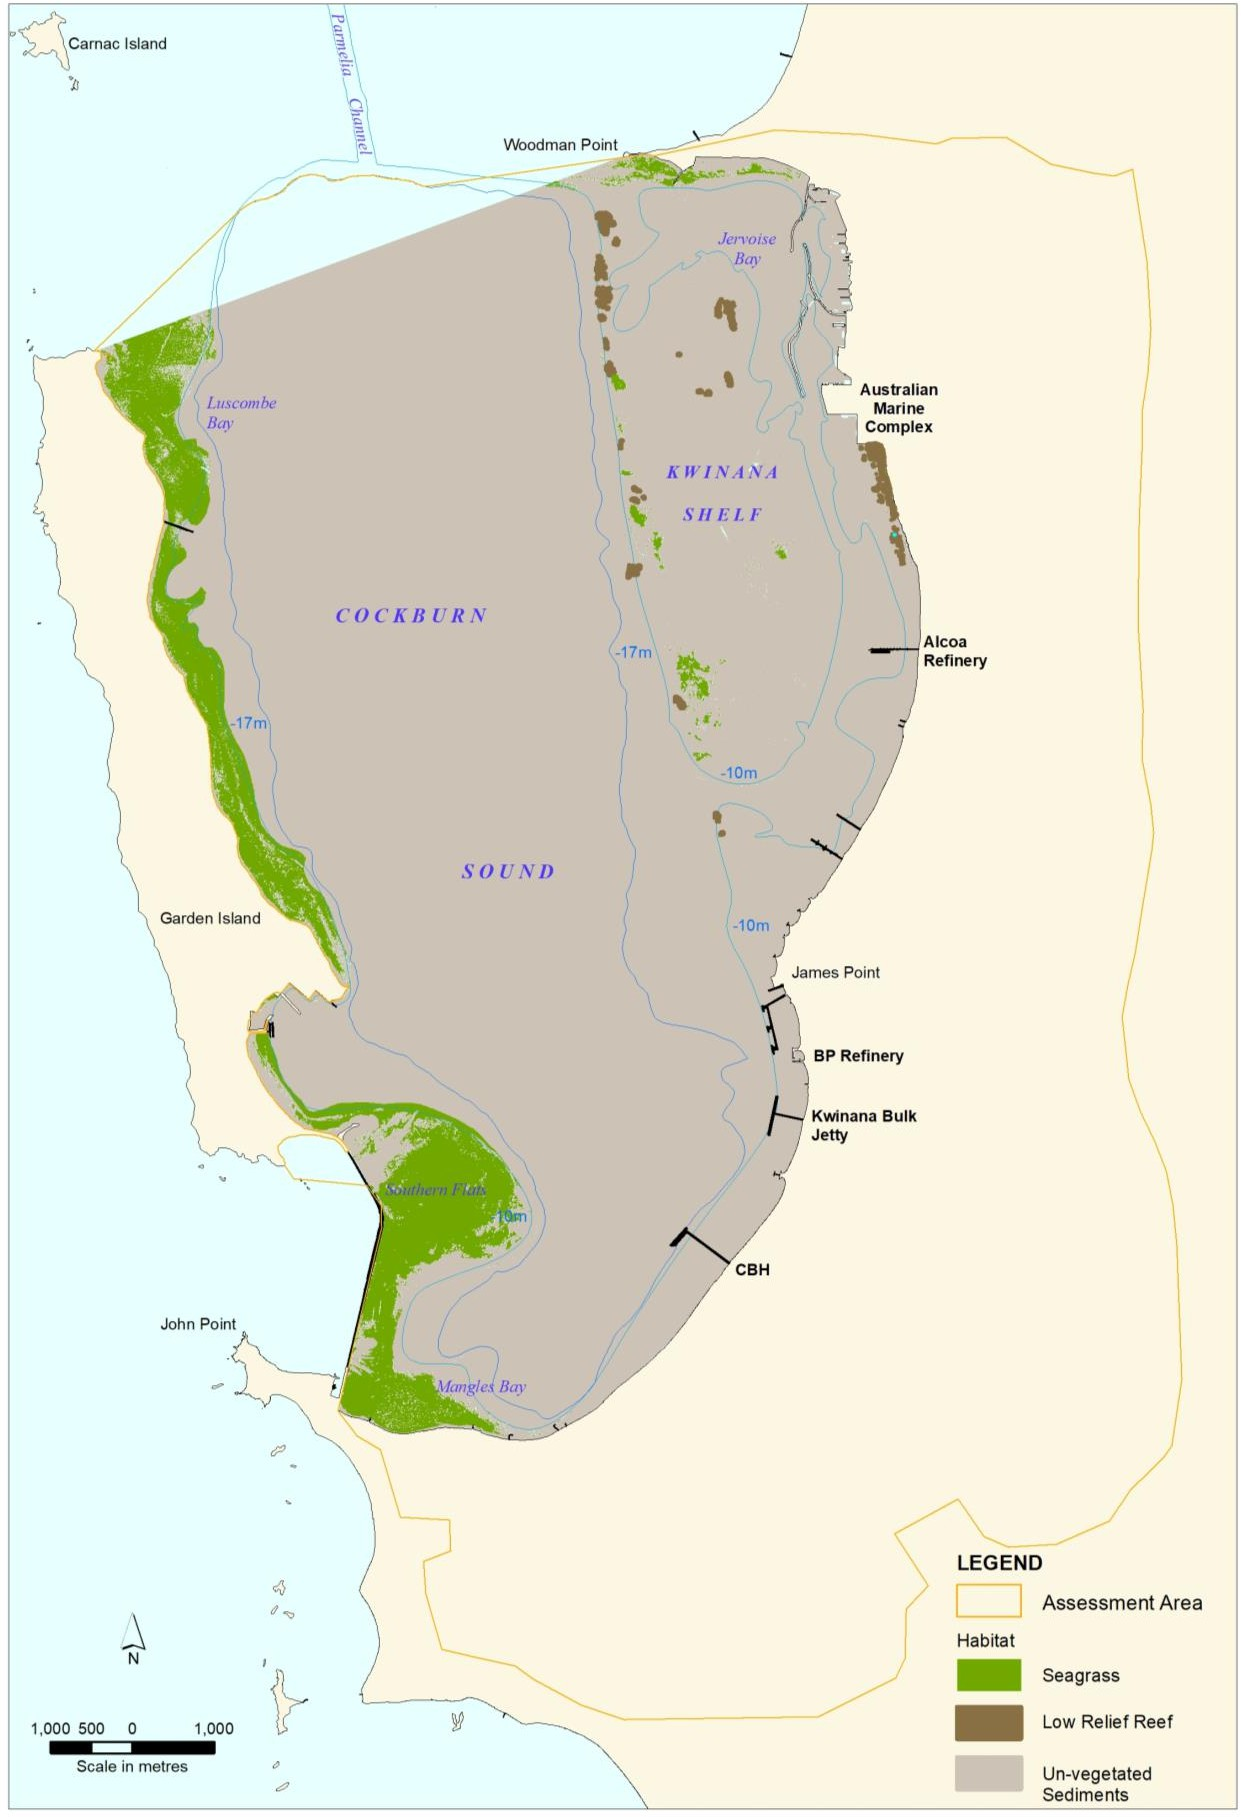 Carnac Island
Parmelia Channel
Woodman Point
Jervoise
Bay
Australian
Marine
Complex
Luscombe
Bay
KWINANA
SHELF
COCKBURN
-17m
Alcoa
Refinery
-17m
-10m
SOUND
Garden Island
-10m
James Point
BP Refinery
Kwinana Bulk
Jetty
Southern Flats
-10m
CBH
John Point
Mangles Bay
LEGEND
Assessment Area
Habitat
Seagrass
Low Relief Reef
Un-vegetated
Sediments
N
1,000 500 0 1,000
Scale in metres